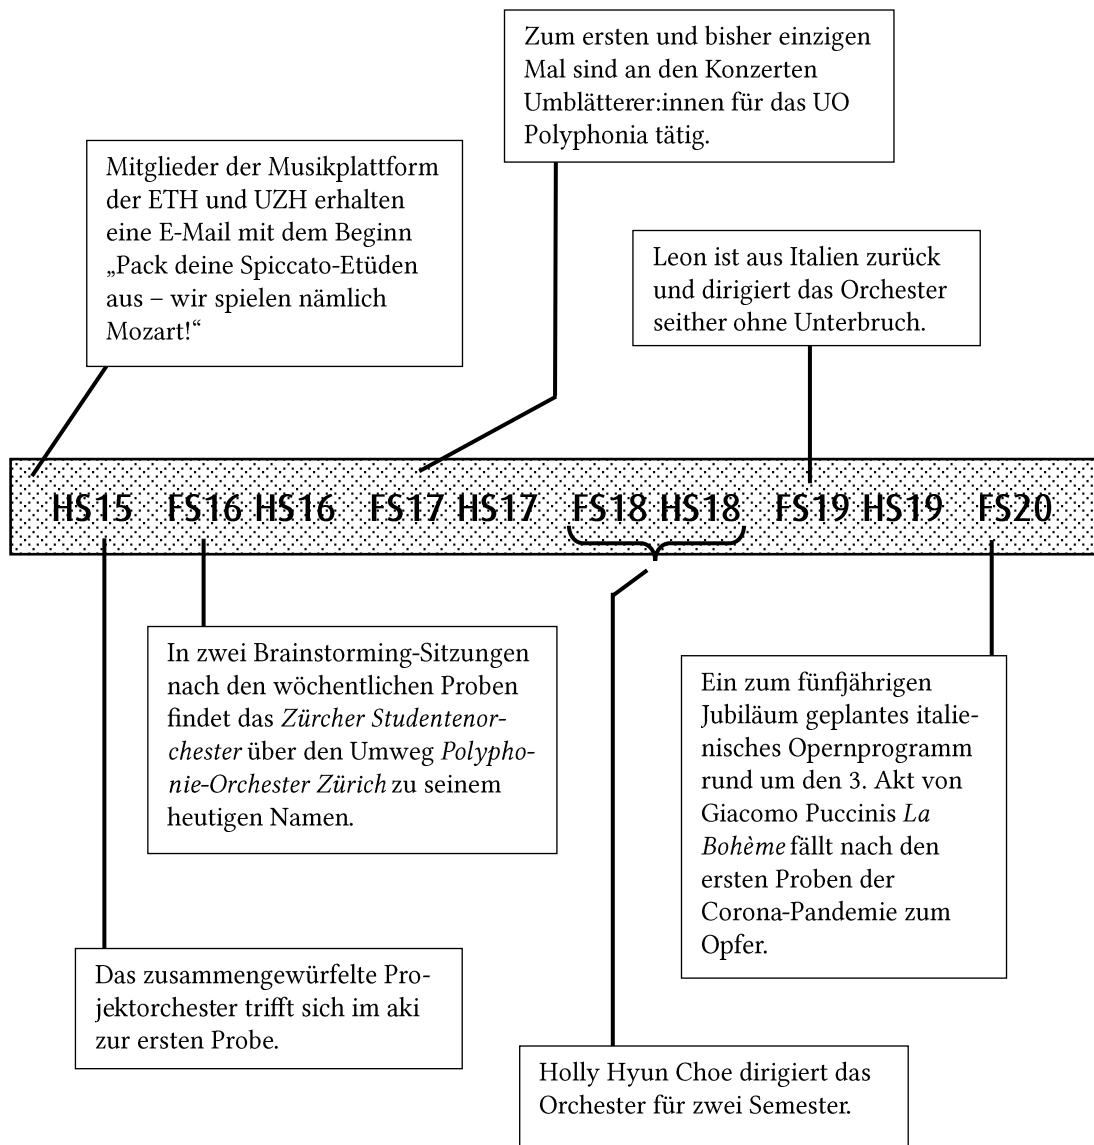 Zum ersten und bisher einzigen
Mal sind an den Konzerten
Umblätterer:innen für das UO
Polyphonia tätig.
Mitglieder der Musikplattform
der ETH und UZH erhalten
eine E-Mail mit dem Beginn
„Pack deine Spiccato-Etüden
aus – wir spielen nämlich
Mozart!“
Leon ist aus Italien zurück
und dirigiert das Orchester
seither ohne Unterbruch.
HS15 FS16 HS16 FS17 HS17 FS18 HS18 FS19 HS19 FS20
In zwei Brainstorming-Sitzungen
nach den wöchentlichen Proben
findet das Zürcher Studentenor-
chester über den Umweg Polypho-
nie-Orchester Zürich zu seinem
heutigen Namen.
Ein zum fünfjährigen
Jubiläum geplantes italie-
nisches Opernprogramm
rund um den 3. Akt von
Giacomo Puccinis La
Bohème fällt nach den
ersten Proben der
Corona-Pandemie zum
Opfer.
Das zusammengewürfelte Pro-
jektorchester trifft sich im aki
zur ersten Probe.
Holly Hyun Choe dirigiert das
Orchester für zwei Semester.